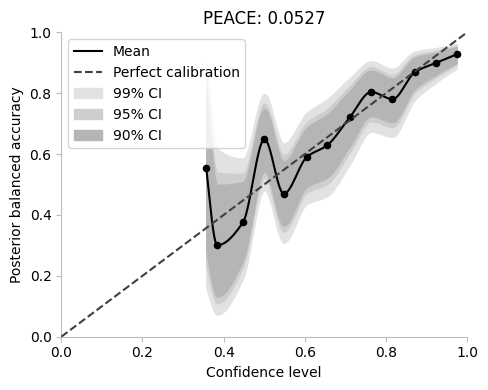 PEACE: 0.0527
Mean
Perfect calibration
99% CI
95% CI
90% CI
Posterior balanced accuracy
1.0
0.8
0.6
0.4
0.2
0.0
0.0 0.2 0.4 0.6 0.8 1.0
Confidence level